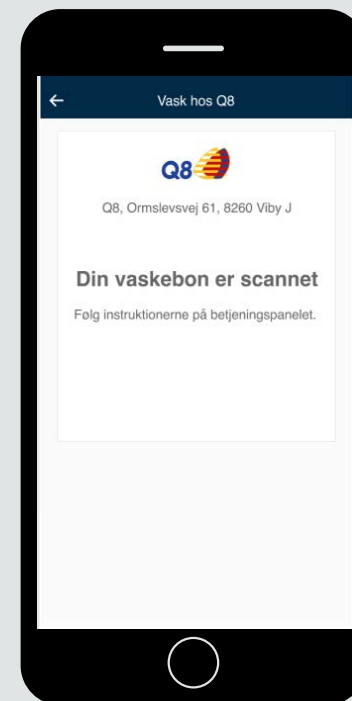 Vask hos Q8
Q8
Q8, Ormslevsvej 61, 8260 Viby J
Din vaskebon er scannet
Følg instruktionerne på betjeningspanelet.